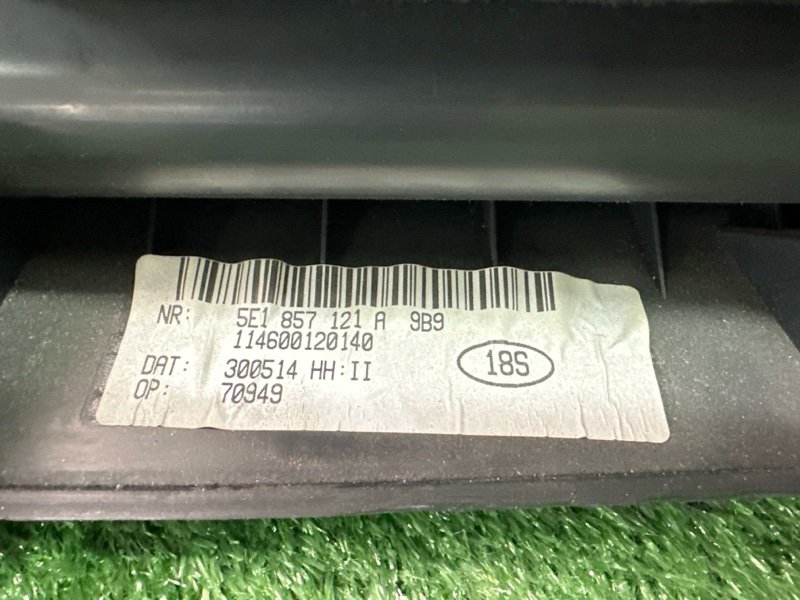 NR: 5E1 857 121 A 9B9
114600120140
DAT: 300514 HH:II
OP: 70949
18S